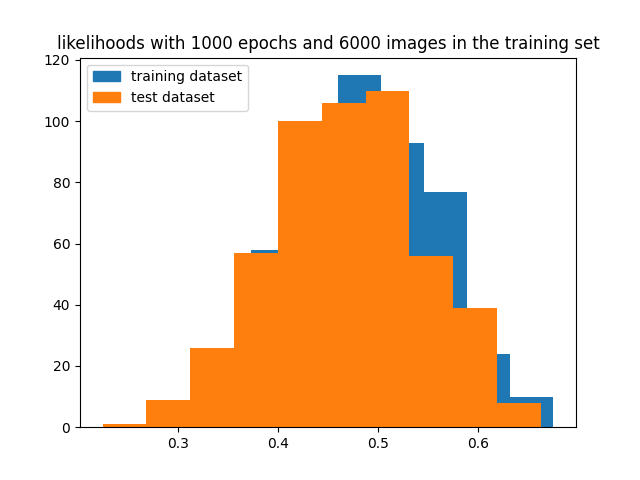 likelihoods with 1000 epochs and 6000 images in the training set
training dataset
test dataset
120
100
80
60
40
20
0
0.3 0.4 0.5 0.6